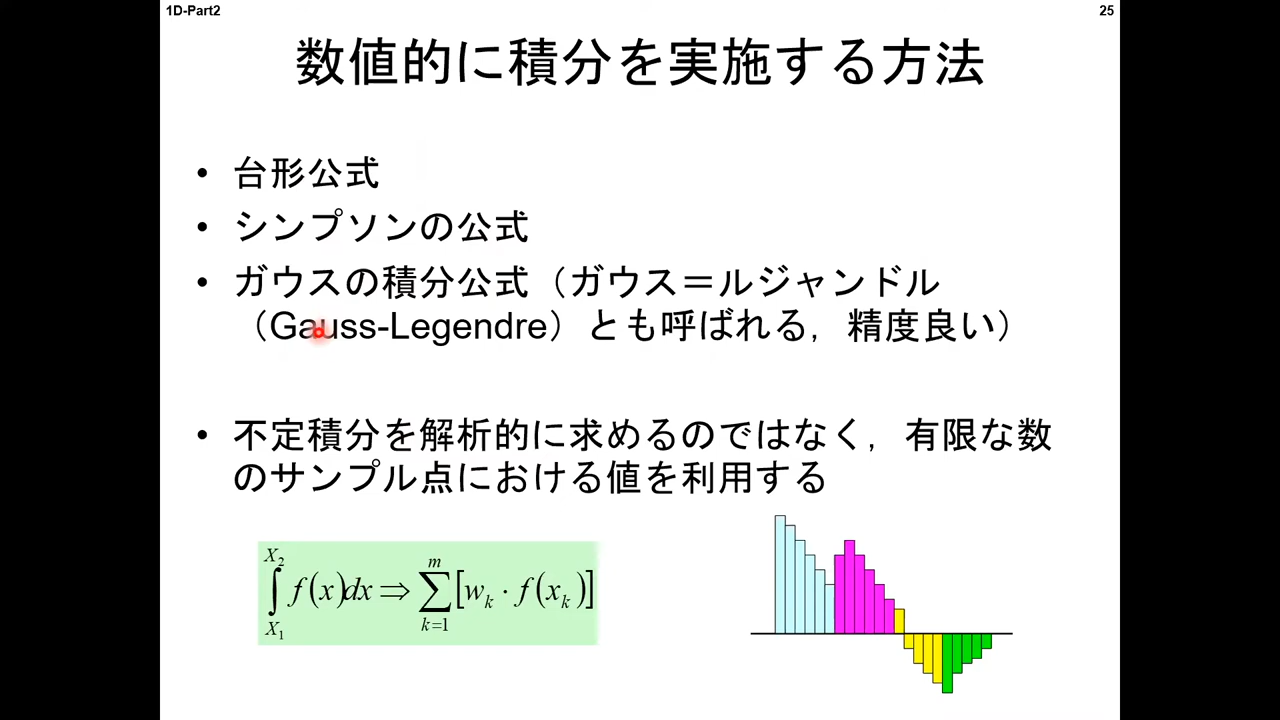 1D-Part2
25
数値的に積分を実施する方法
• 台形公式
• シンプソンの公式
• ガウスの積分公式（ガウス＝ルジャンドル
（Gauss-Legendre）とも呼ばれる，精度良い）
• 不定積分を解析的に求めるのではなく，有限な数
のサンプル点における値を利用する
∫_{X_1}^{X_2} f(x)dx ⇒ ∑_{k=1}^{m} [w_k · f(x_k)]